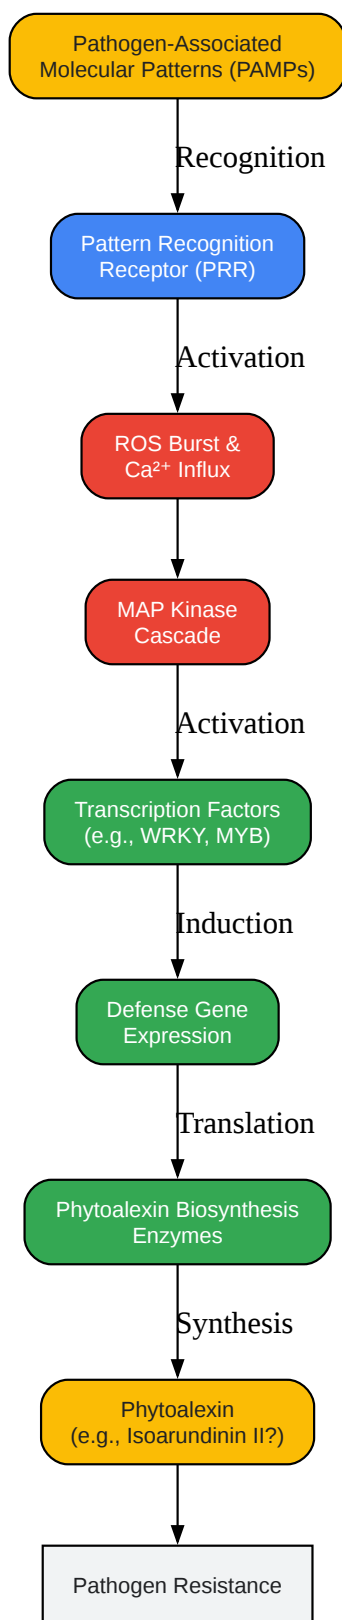 Pathogen-Associated
Molecular Patterns (PAMPs)
Recognition
Pattern Recognition
Receptor (PRR)
Activation
ROS Burst &
Ca²⁺ Influx
MAP Kinase
Cascade
Activation
Transcription Factors
(e.g., WRKY, MYB)
Induction
Defense Gene
Expression
Translation
Phytoalexin Biosynthesis
Enzymes
Synthesis
Phytoalexin
(e.g., Isoarundinin II?)
Pathogen Resistance